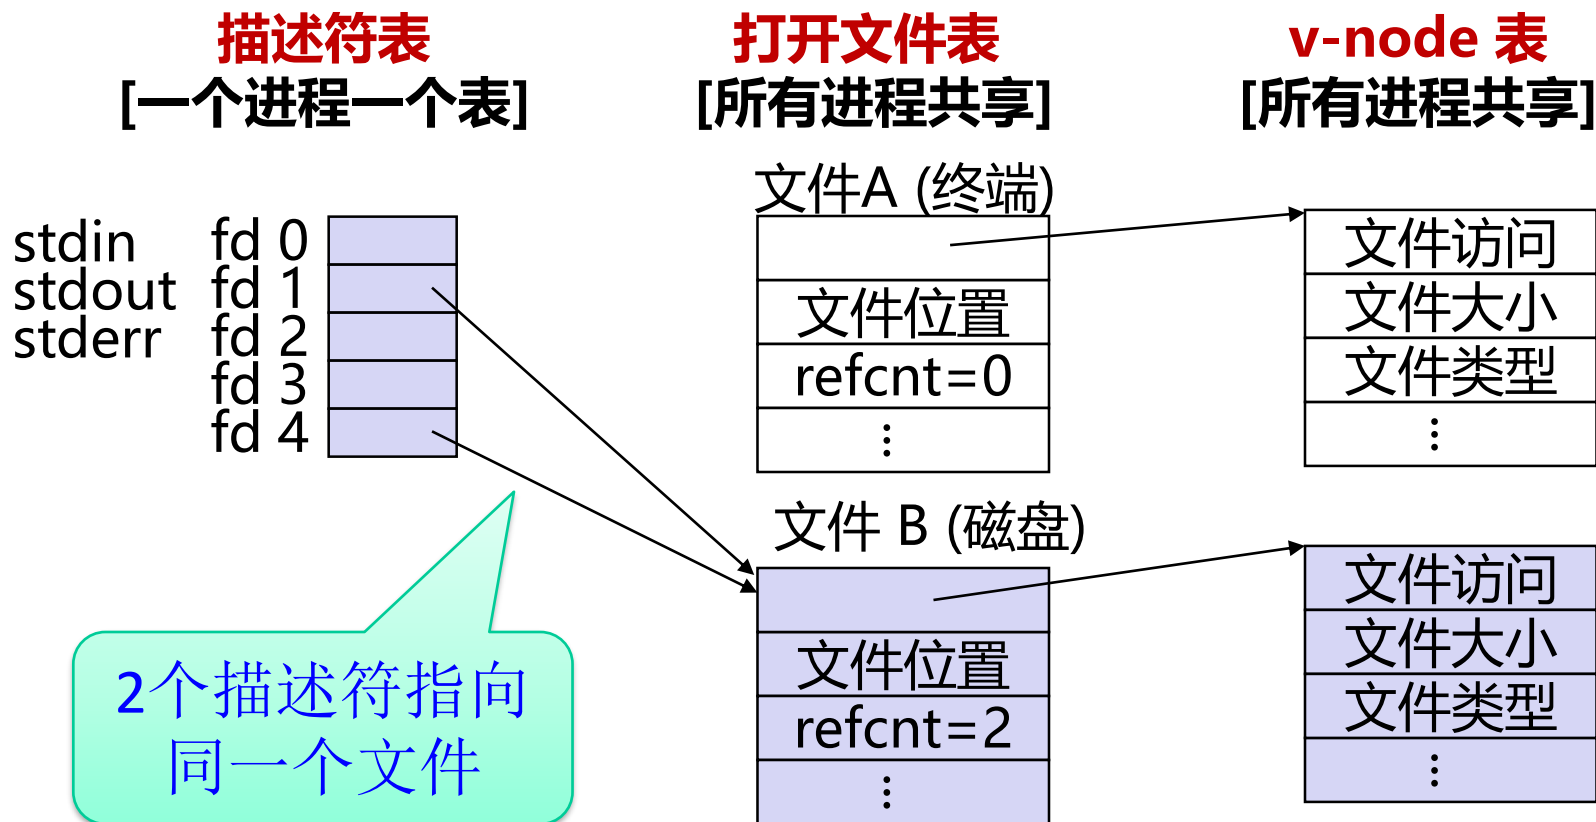 描述符表
[一个进程一个表]
打开文件表
[所有进程共享]
v-node 表
[所有进程共享]
stdin fd 0
stdout fd 1
stderr fd 2
fd 3
fd 4
文件A (终端)
文件位置
refcnt=0
⋮
文件访问
文件大小
文件类型
⋮
文件 B (磁盘)
文件位置
refcnt=2
⋮
文件访问
文件大小
文件类型
⋮
2个描述符指向
同一个文件